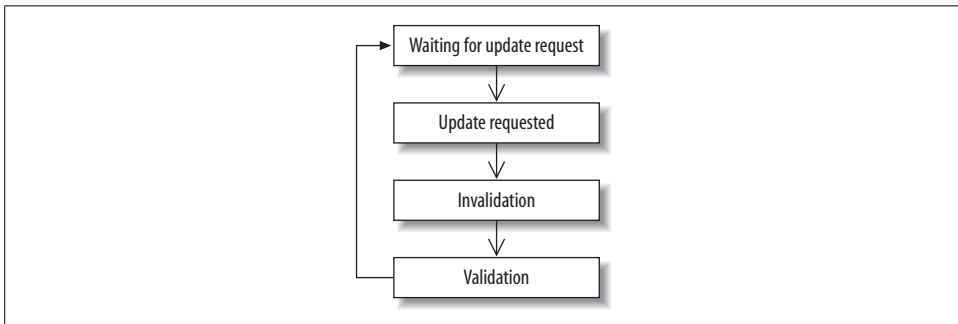 Waiting for update request
Update requested
Invalidation
Validation